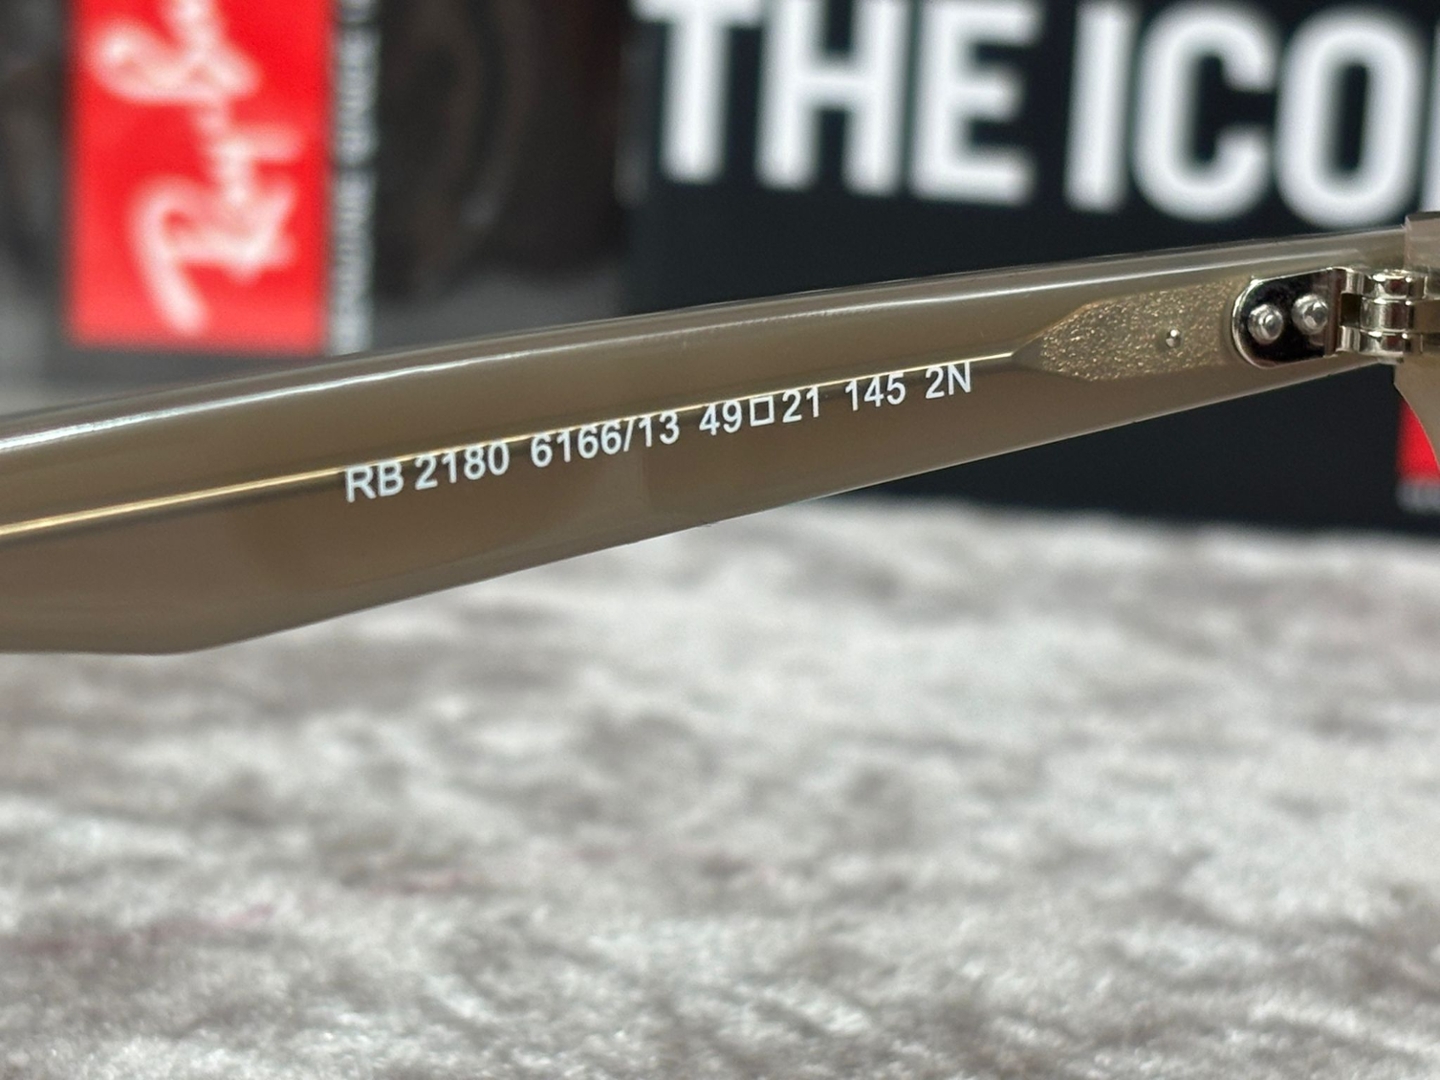 Ray-Ban
THE ICO
RB 2180 6166/13 49□21 145 2N